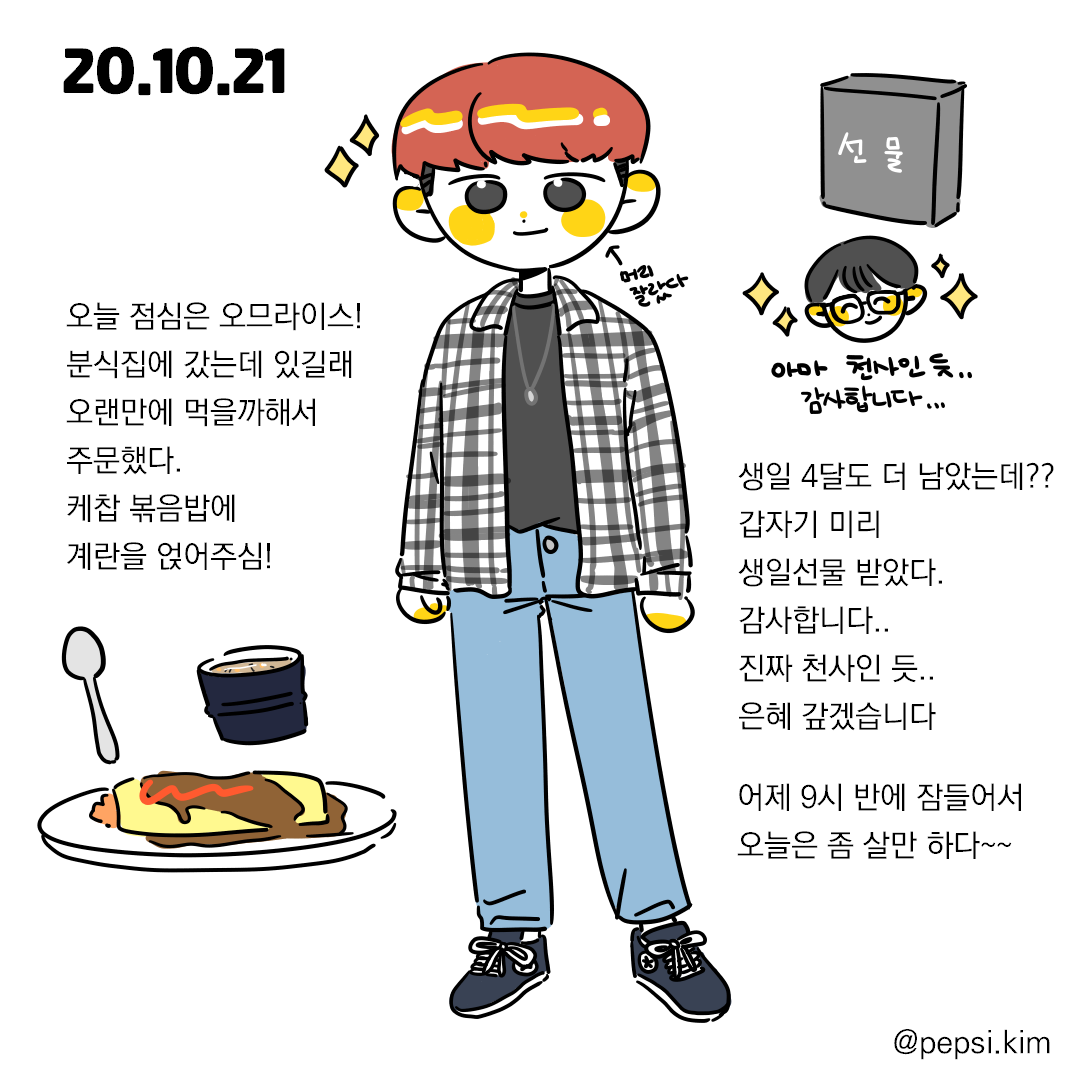 20.10.21
오늘 점심은 오므라이스!
분식집에 갔는데 있길래
오랜만에 먹을까해서
주문했다.
케찹 볶음밥에
계란을 얹어주심!
머리
잘랐다
선물
아마 천사인 듯..
감사합니다...
생일 4달도 더 남았는데??
갑자기 미리
생일선물 받았다.
감사합니다..
진짜 천사인 듯..
은혜 갚겠습니다
어제 9시 반에 잠들어서
오늘은 좀 살만 하다~~
@pepsi.kim